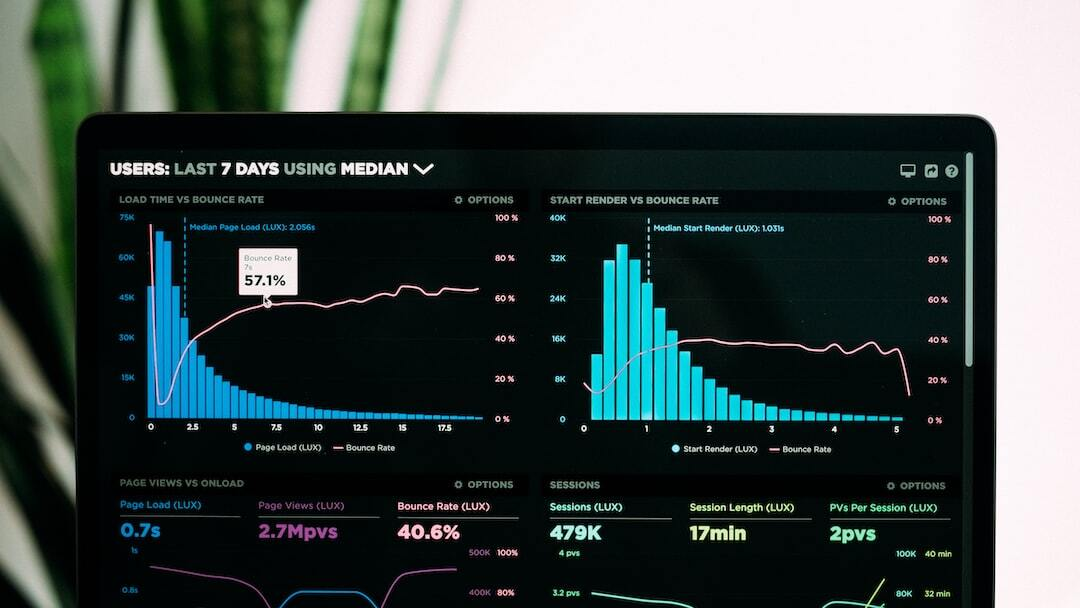 USERS: LAST 7 DAYS USING MEDIAN
LOAD TIME VS BOUNCE RATE
OPTIONS
75K
60K
45K
30K
15K
0
Median Page Load (LUX): 2.056s
Bounce Rate
7s
57.1%
100 %
80 %
60 %
40 %
20 %
0 %
0 2.5 5 7.5 10 12.5 15 17.5
Page Load (LUX) Bounce Rate
START RENDER VS BOUNCE RATE
OPTIONS
40K
32K
24K
16K
8K
0
Median Start Render (LUX): 1.031s
100 %
80 %
60 %
40 %
20 %
0 %
0 1 2 3 4 5
Start Render (LUX) Bounce Rate
PAGE VIEWS VS ONLOAD
OPTIONS
Page Load (LUX) Page Views (LUX) Bounce Rate (LUX)
0.7s 2.7Mpvs 40.6%
1s 500K 100%
0.8s 400K 80%
SESSIONS
OPTIONS
Sessions (LUX) Session Length (LUX) PVs Per Session (LUX)
479K 17min 2pvs
4 pvs 100K 40 min
3.2 pvs 80K 32 min